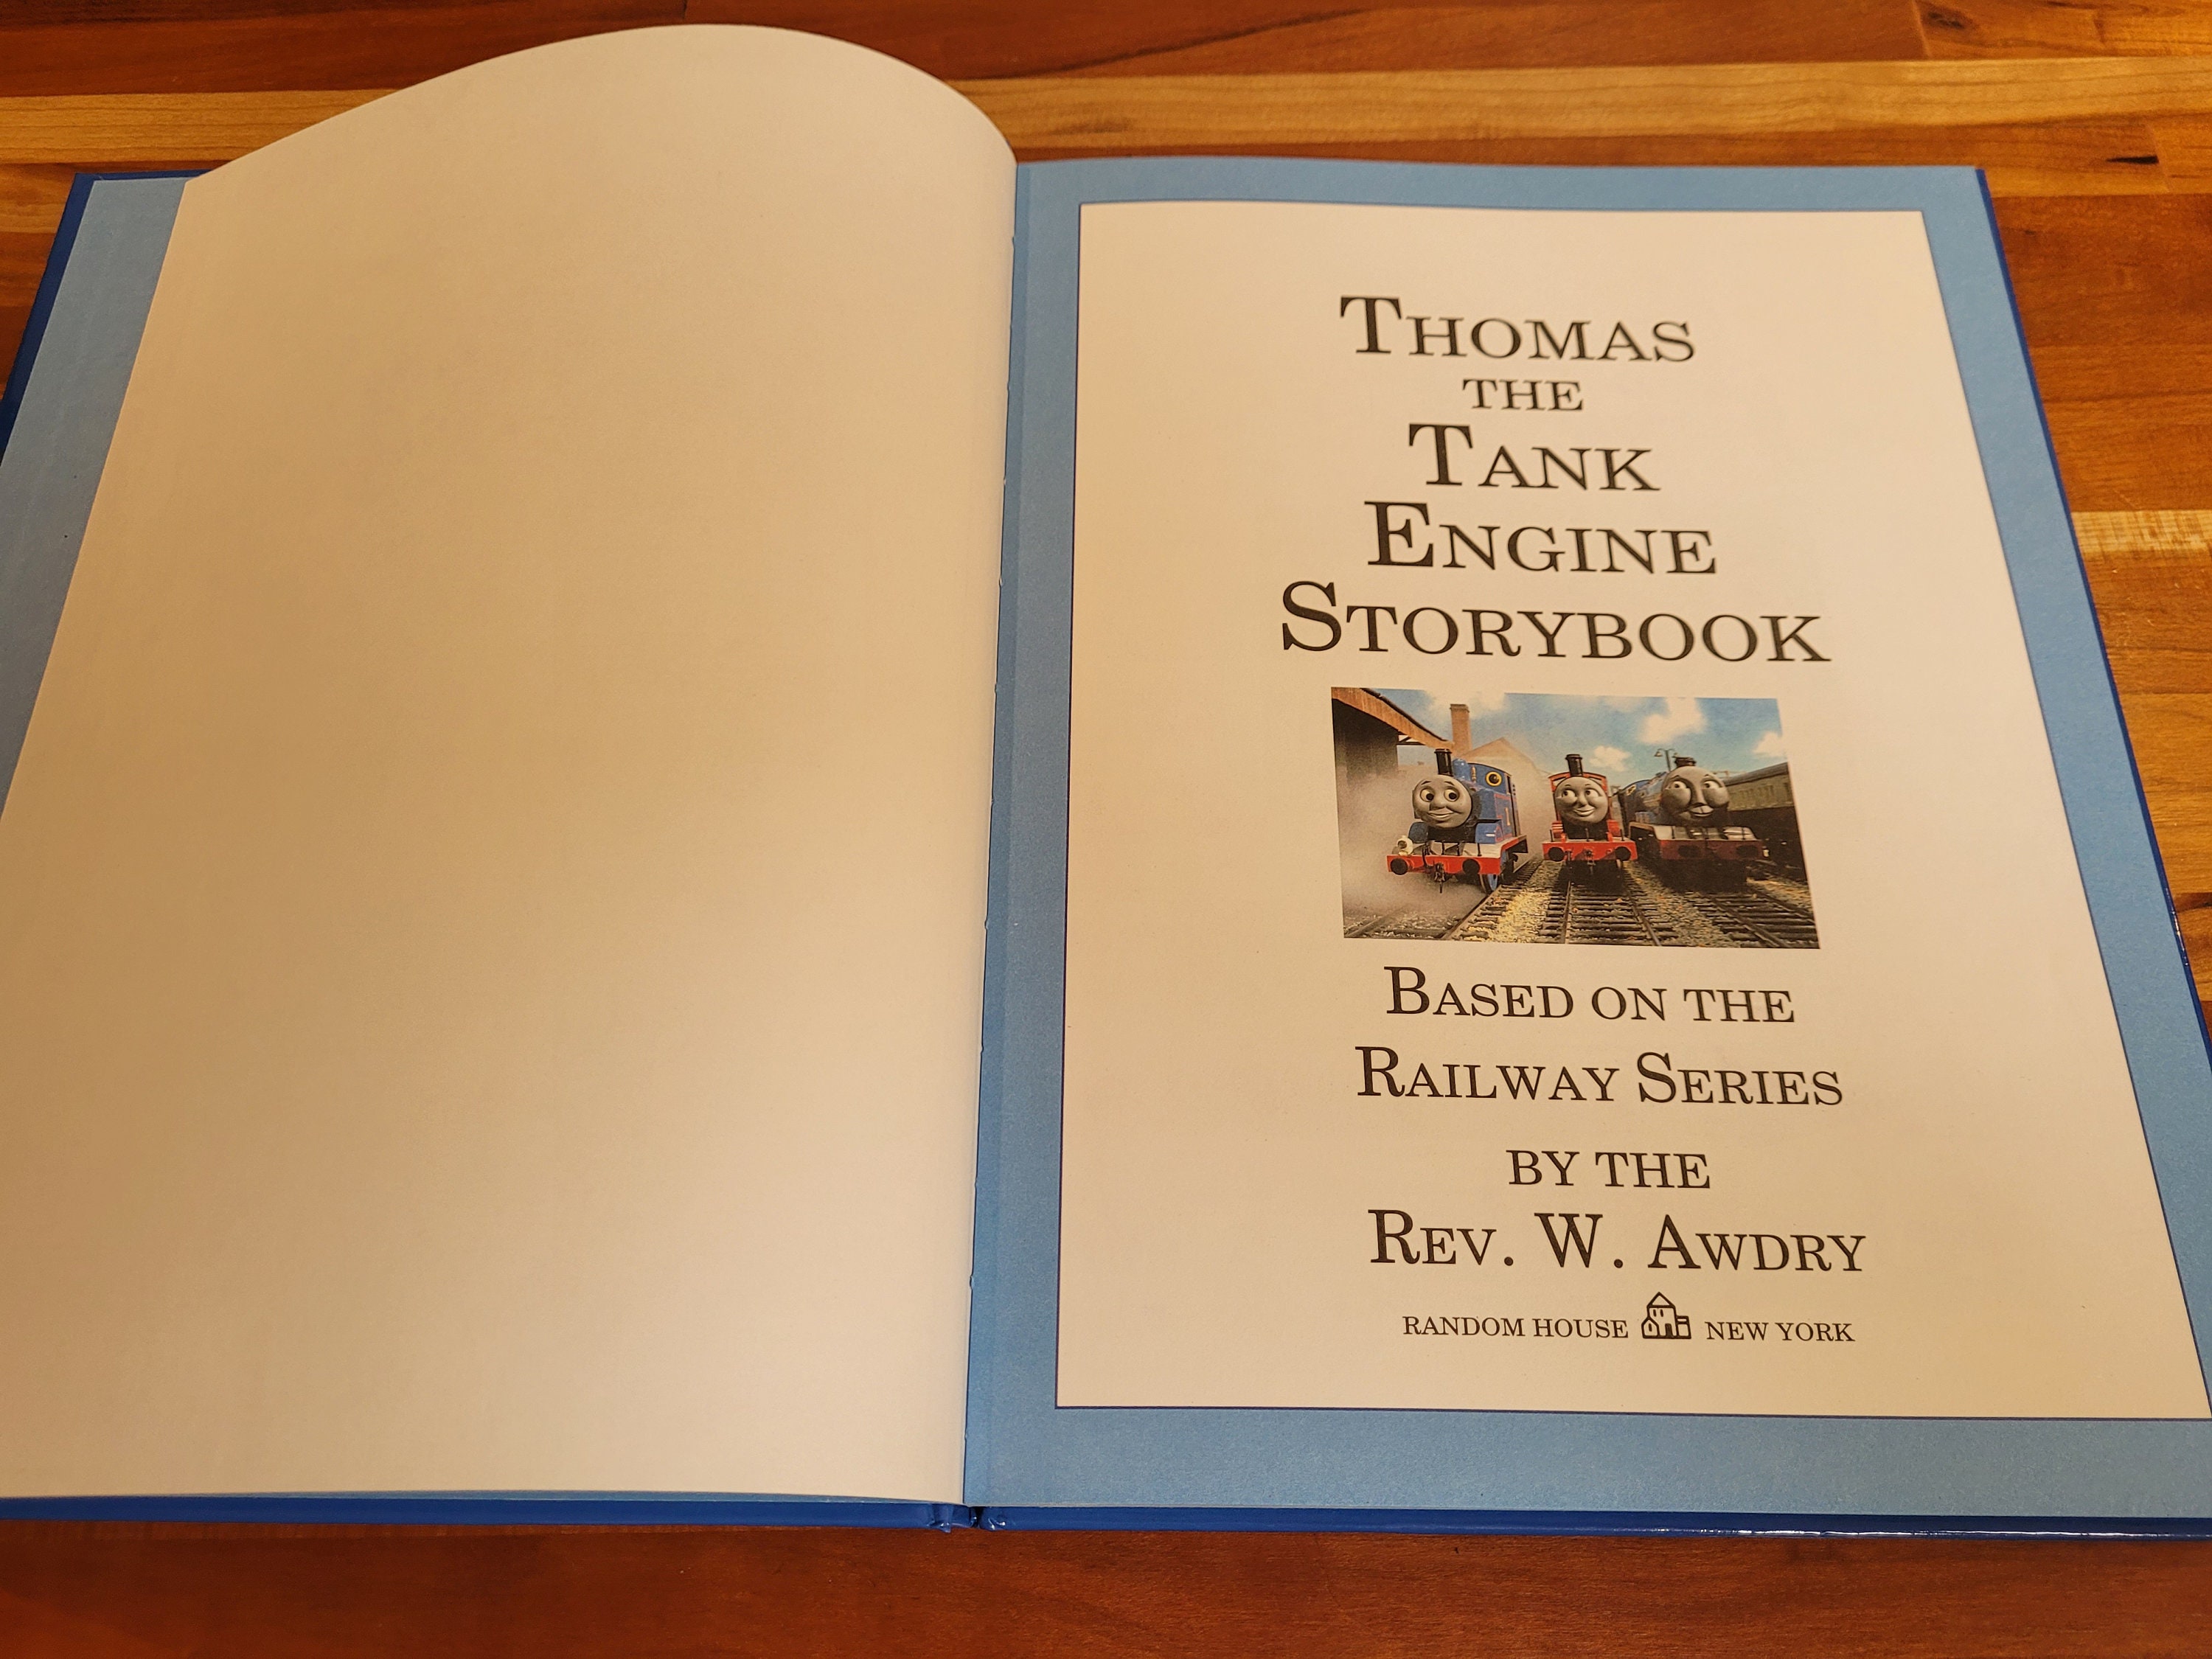 THOMAS
THE
TANK
ENGINE
STORYBOOK
BASED ON THE
RAILWAY SERIES
BY THE
REV. W. AWDRY
RANDOM HOUSE NEW YORK